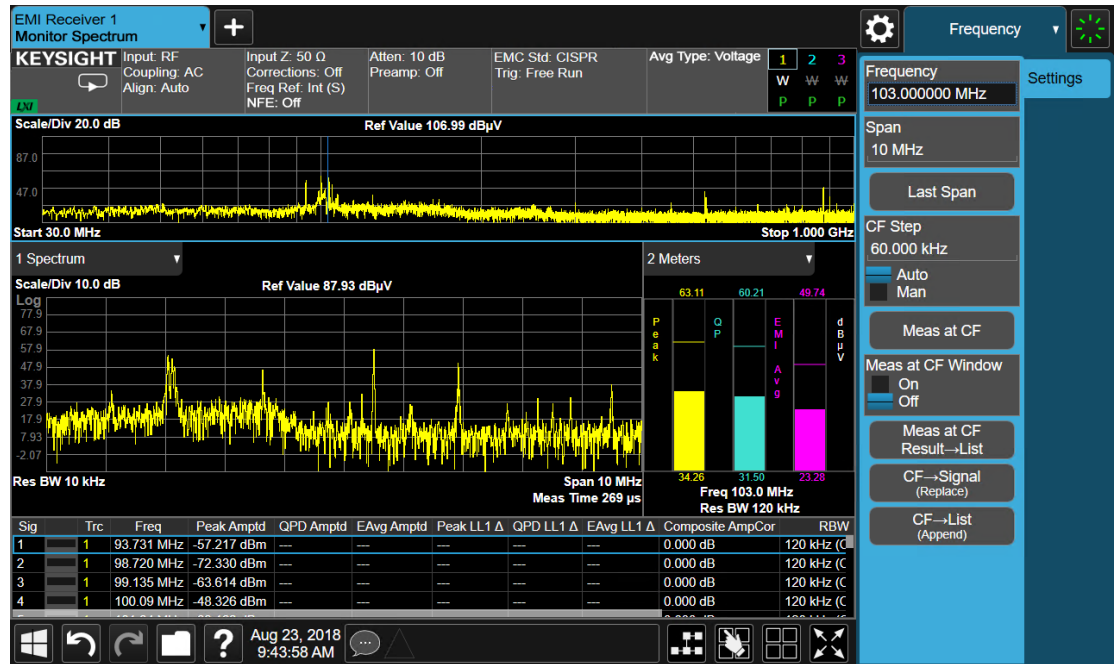 EMI Receiver 1
Monitor Spectrum
+
Frequency
KEYSIGHT
Input: RF
Coupling: AC
Align: Auto
Input Z: 50 Ω
Corrections: Off
Freq Ref: Int (S)
NFE: Off
Atten: 10 dB
Preamp: Off
EMC Std: CISPR
Trig: Free Run
Avg Type: Voltage
1 2 3
W W W
P P P
LXI
Frequency
103.000000 MHz
Settings
Span
10 MHz
Last Span
CF Step
60.000 kHz
Auto
Man
Meas at CF
Meas at CF Window
On
Off
Meas at CF
Result→List
CF→Signal
(Replace)
CF→List
(Append)
Scale/Div 20.0 dB
Ref Value 106.99 dBµV
87.0
47.0
Start 30.0 MHz
Stop 1.000 GHz
1 Spectrum
Scale/Div 10.0 dB
Ref Value 87.93 dBµV
Log
77.9
67.9
57.9
47.9
37.9
27.9
17.9
7.93
-2.07
Res BW 10 kHz
Span 10 MHz
Meas Time 269 µs
2 Meters
63.11 60.21 49.74
Peak
QP
EMI Avg
dBµV
34.26 31.50 23.28
Freq 103.0 MHz
Res BW 120 kHz
Sig Trc Freq Peak Amptd QPD Amptd EAvg Amptd Peak LL1 Δ QPD LL1 Δ EAvg LL1 Δ Composite AmpCor RBW
1 1 93.731 MHz -57.217 dBm --- --- --- --- --- 0.000 dB 120 kHz (C
2 1 98.720 MHz -72.330 dBm --- --- --- --- --- 0.000 dB 120 kHz (C
3 1 99.135 MHz -63.614 dBm --- --- --- --- --- 0.000 dB 120 kHz (C
4 1 100.09 MHz -48.326 dBm --- --- --- --- --- 0.000 dB 120 kHz (C
?
Aug 23, 2018
9:43:58 AM